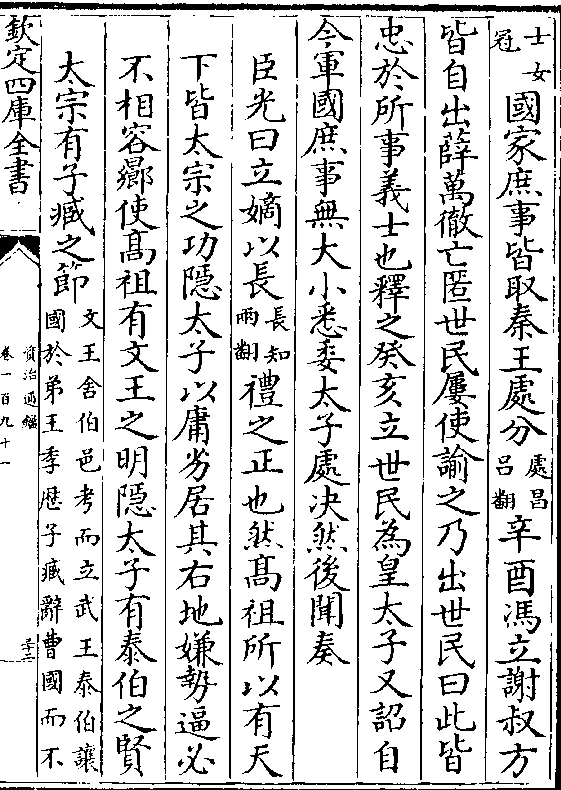 士女冠國家庶事皆取秦王處分處昌吕翻辛酉馮立謝叔方
皆自出薛萬徹亡匿世民屢使諭之乃出世民曰此皆
忠於所事義士也釋之癸亥立世民為皇太子又詔自
今軍國庶事無大小悉委太子處决然後聞奏
臣光曰立嫡以長長知兩翻禮之正也然髙祖所以有天
下皆太宗之功隠太子以庸劣居其右地嫌勢逼必
不相容曏使髙祖有文王之明隠太子有泰伯之賢
太宗有子臧之節文王舍伯邑考而立武王泰伯讓國於弟王季歴子臧辭曹國而不
欽定四庫全書
資治通鑑
卷一百九十一